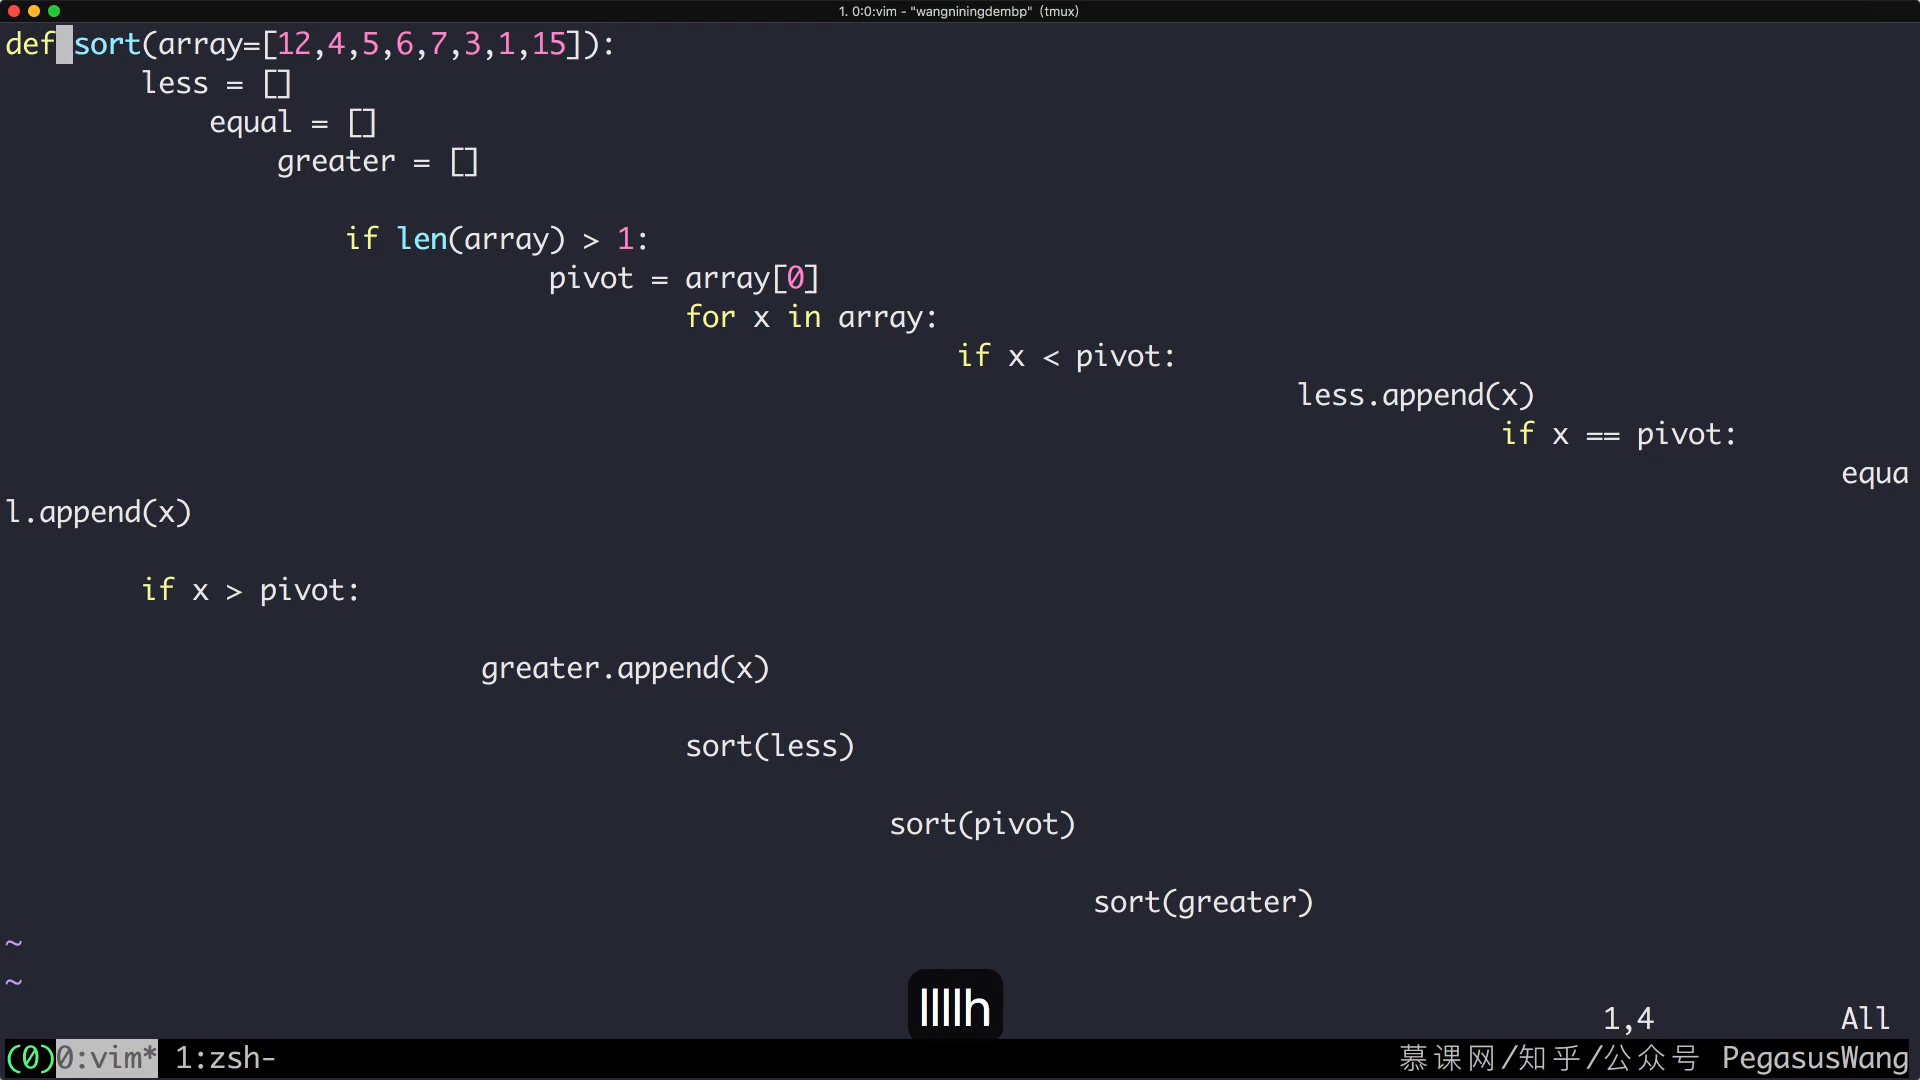 1. 0:0:vim - "wangniningdembp" (tmux)
def sort(array=[12,4,5,6,7,3,1,15]):
less = []
equal = []
greater = []
if len(array) > 1:
pivot = array[0]
for x in array:
if x < pivot:
less.append(x)
if x == pivot:
equa
l.append(x)
if x > pivot:
greater.append(x)
sort(less)
sort(pivot)
sort(greater)
~
~
llllh
1,4 All
(0)0:vim* 1:zsh- 慕课网/知乎/公众号 PegasusWang